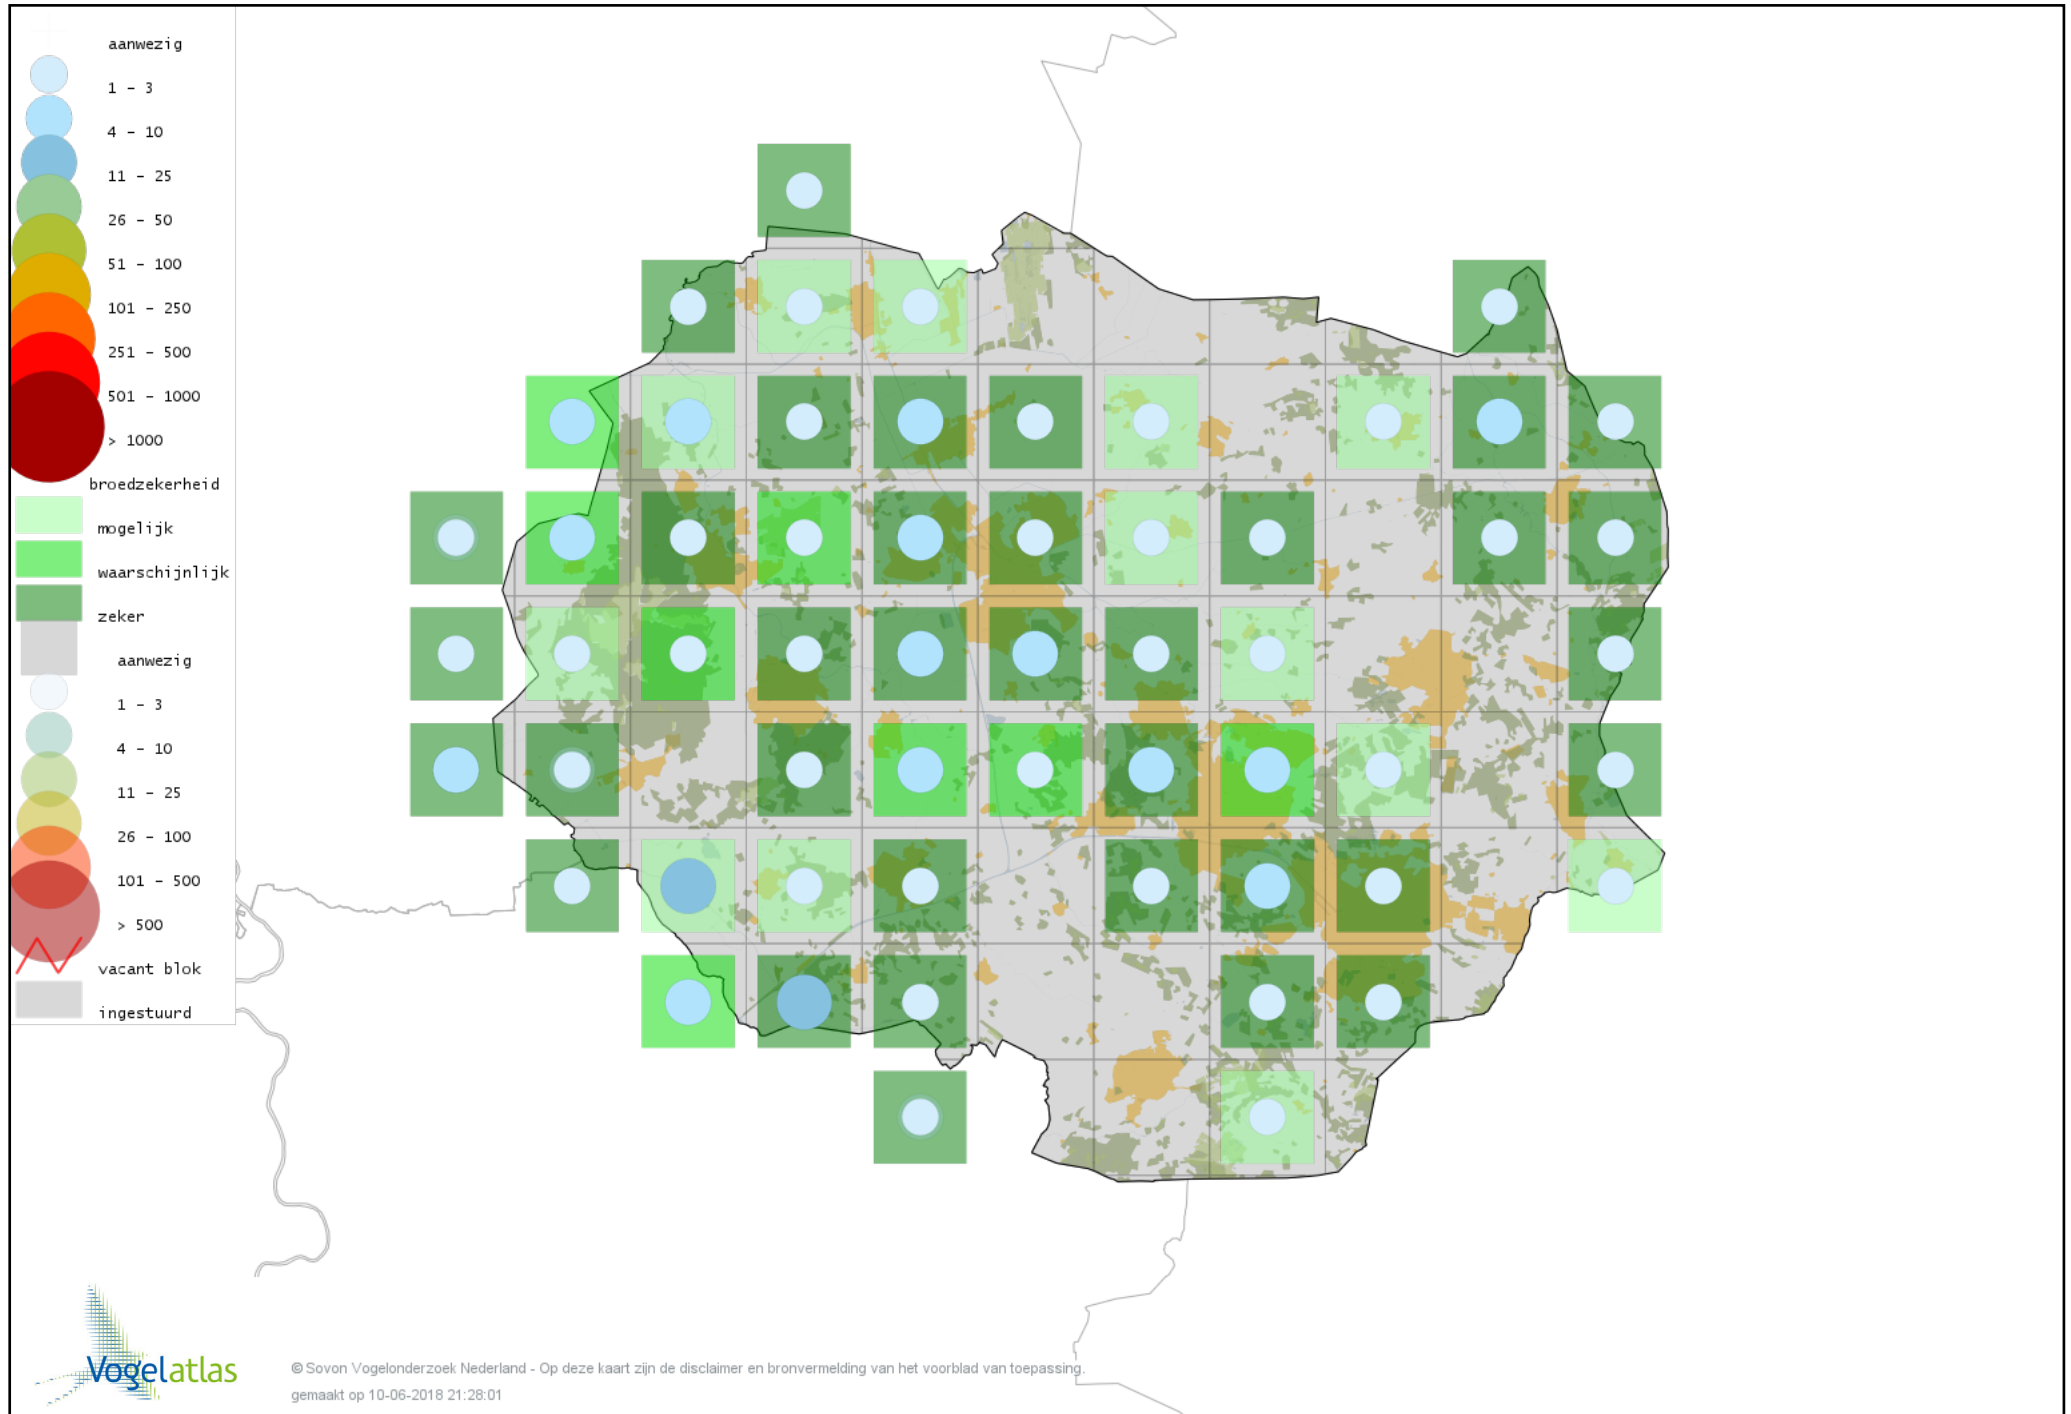 aanwezig
1 - 3
4 - 10
11 - 25
26 - 50
51 - 100
101 - 250
251 - 500
501 - 1000
> 1000
broedzekerheid
mogelijk
waarschijnlijk
zeker
aanwezig
1 - 3
4 - 10
11 - 25
26 - 100
101 - 500
> 500
vacant blok
ingestuurd
Vogelatlas
© Sovon Vogelonderzoek Nederland - Op deze kaart zijn de disclaimer en bronvermelding van het voorblad van toepassing.
gemaakt op 10-06-2018 21:28:01